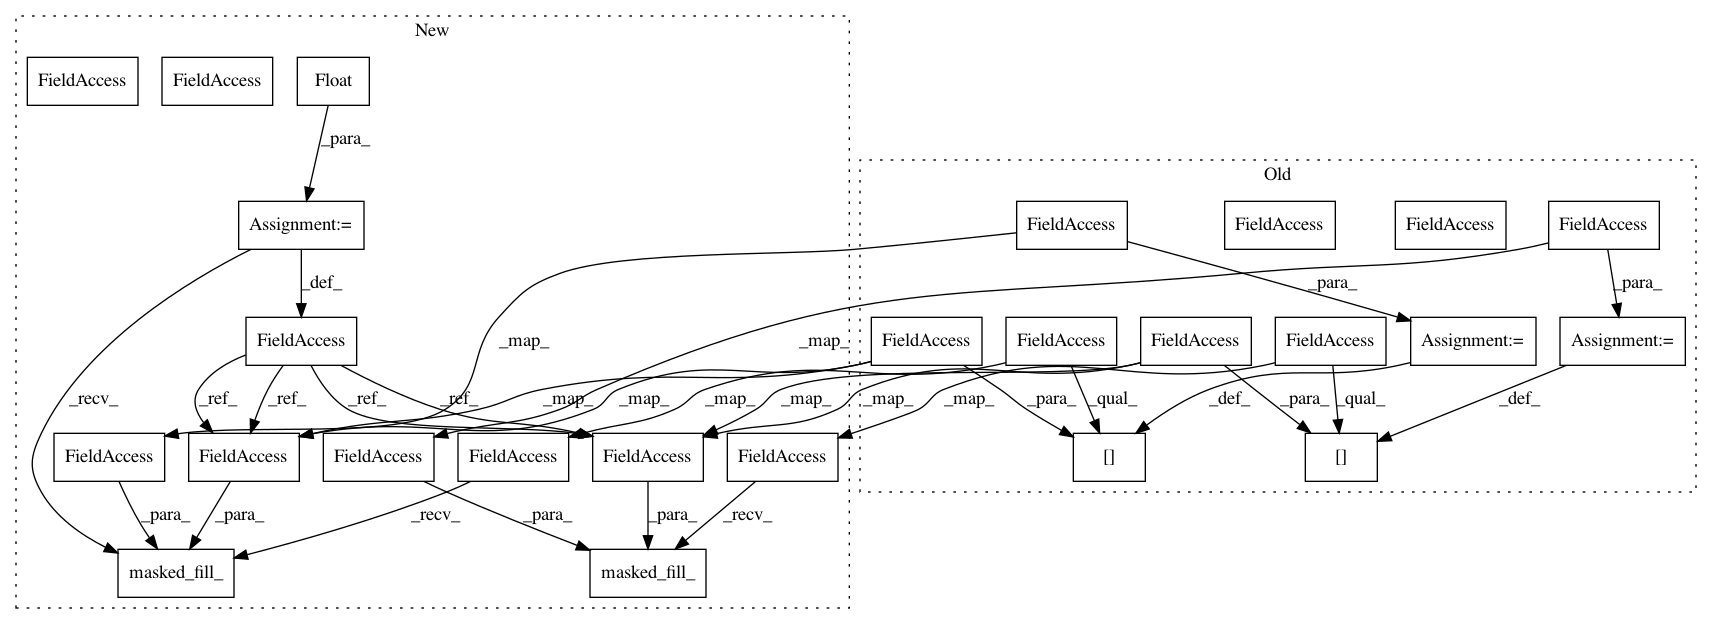 New
FieldAccess
FieldAccess
Float
_para_
Old
Assignment:=
FieldAccess
FieldAccess
FieldAccess
FieldAccess
_def_
_para_
_para_
FieldAccess
_map_
_map_
FieldAccess
FieldAccess
FieldAccess
FieldAccess
Assignment:=
Assignment:=
_recv_
_ref_
_ref_
_ref_
_ref_
_map_
_map_
_map_
_map_
_map_
_map_
_para_
_qual_
_def_
_para_
_qual_
_def_
FieldAccess
FieldAccess
FieldAccess
FieldAccess
FieldAccess
FieldAccess
[]
[]
_para_
_para_
_recv_
_para_
_para_
_recv_
masked_fill_
masked_fill_